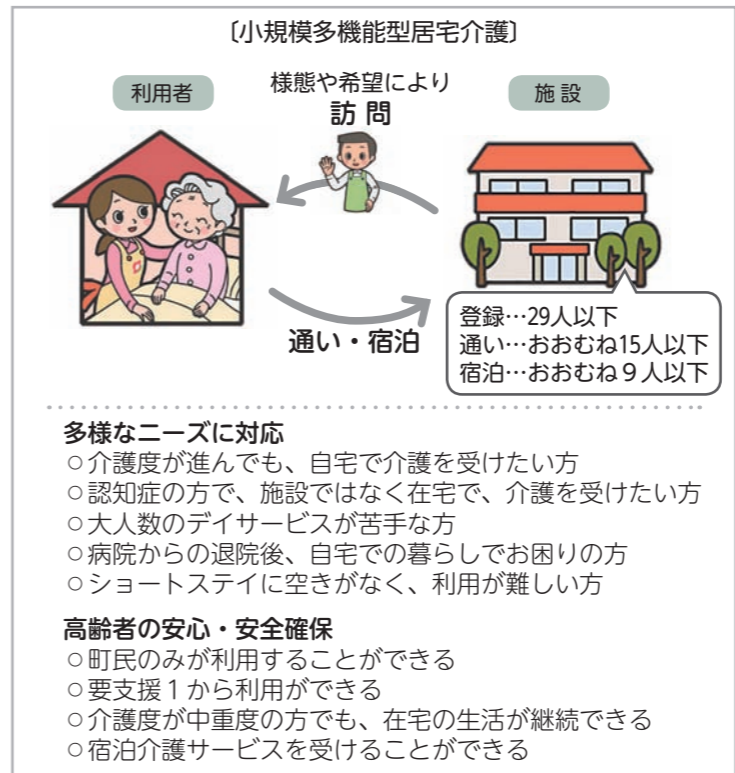 〔小規模多機能型居宅介護〕
利用者
様態や希望により
訪 問
施 設
通い・宿泊
登録…29人以下
通い…おおむね15人以下
宿泊…おおむね９人以下
多様なニーズに対応
○介護度が進んでも、自宅で介護を受けたい方
○認知症の方で、施設ではなく在宅で、介護を受けたい方
○大人数のデイサービスが苦手な方
○病院からの退院後、自宅での暮らしでお困りの方
○ショートステイに空きがなく、利用が難しい方
高齢者の安心・安全確保
○町民のみが利用することができる
○要支援１から利用ができる
○介護度が中重度の方でも、在宅の生活が継続できる
○宿泊介護サービスを受けることができる